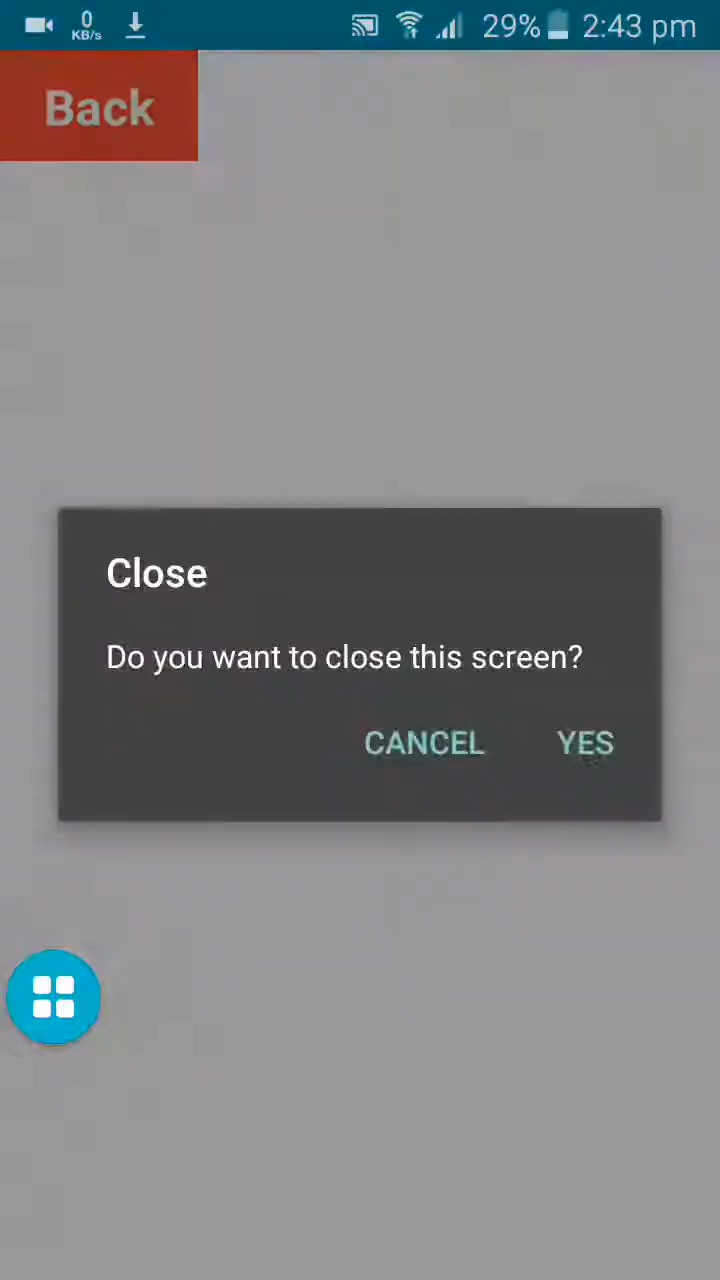 0
KB/s
29%
2:43 pm
Back
Close
Do you want to close this screen?
CANCEL
YES